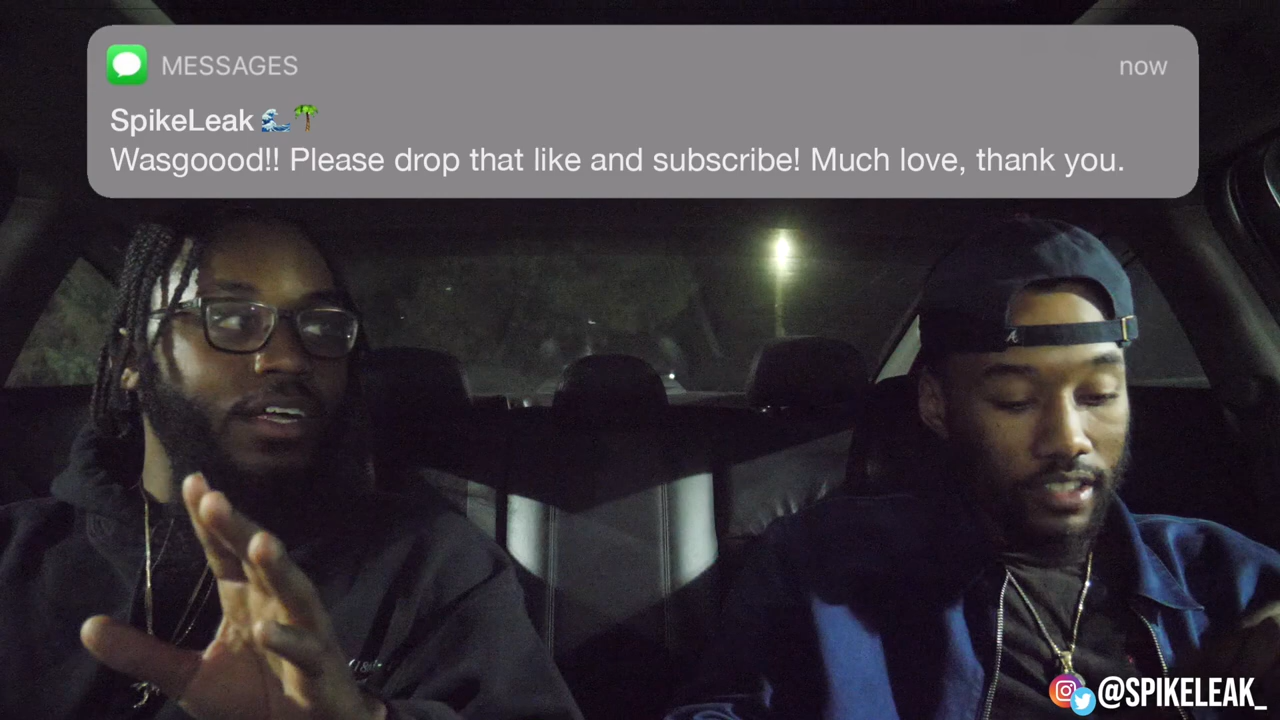 MESSAGES now
SpikeLeak 🌊🌴
Wasgoood!! Please drop that like and subscribe! Much love, thank you.
@SPIKELEAK_